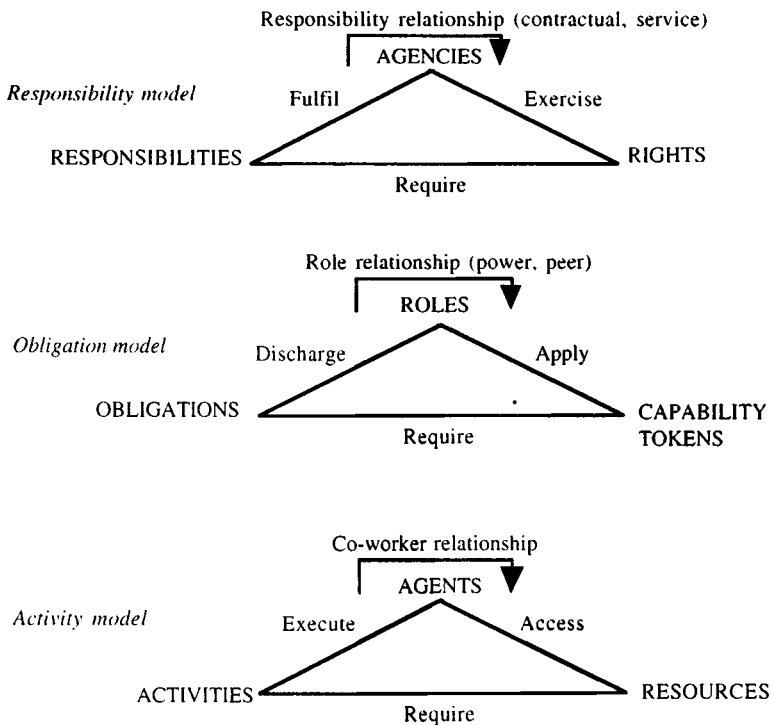 Responsibility relationship (contractual, service)
AGENCIES
Responsibility model
Fulfil
Exercise
RESPONSIBILITIES
RIGHTS
Require
Role relationship (power, peer)
ROLES
Obligation model
Discharge
Apply
OBLIGATIONS
CAPABILITY
TOKENS
Require
Co-worker relationship
AGENTS
Activity model
Execute
Access
ACTIVITIES
RESOURCES
Require